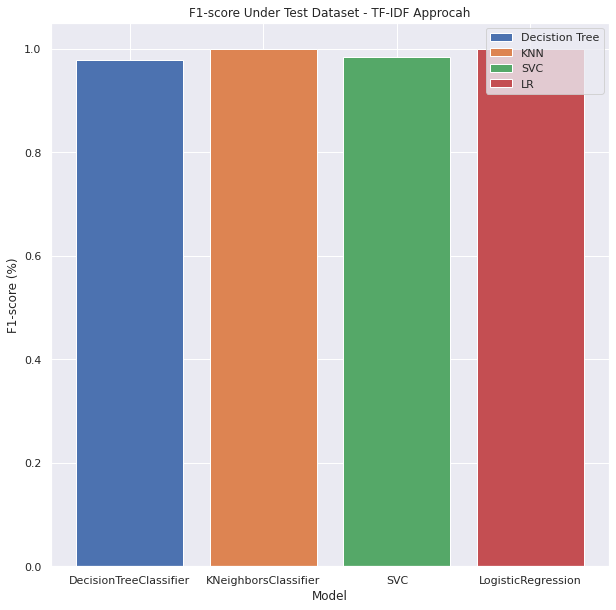 F1-score Under Test Dataset - TF-IDF Approcah
Decistion Tree
KNN
SVC
LR
1.0
0.8
0.6
0.4
0.2
0.0
F1-score (%)
DecisionTreeClassifier
KNeighborsClassifier
SVC
LogisticRegression
Model